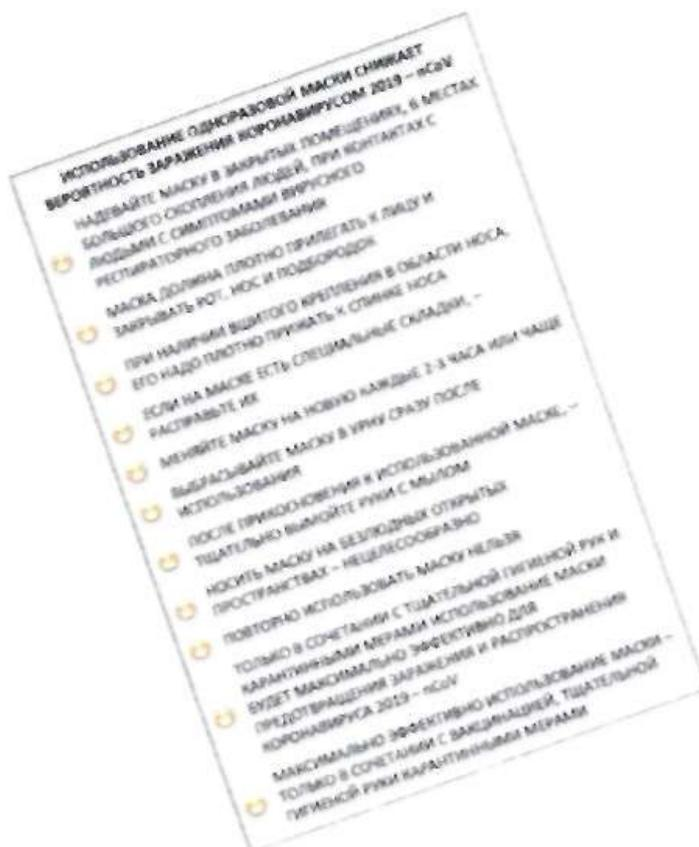 ИСПОЛЬЗОВАНИЕ ОДНОРАЗОВОЙ МАСКИ СНИЖАЕТ
ВЕРОЯТНОСТЬ ЗАРАЖЕНИЯ КОРОНАВИРУСОМ 2019 – nCoV
НАДЕВАЙТЕ МАСКУ В ЗАКРЫТЫХ ПОМЕЩЕНИЯХ, В МЕСТАХ
БОЛЬШОГО СКОПЛЕНИЯ ЛЮДЕЙ, ПРИ КОНТАКТАХ С
ЛЮДЬМИ С СИМПТОМАМИ ВИРУСНОГО
РЕСПИРАТОРНОГО ЗАБОЛЕВАНИЯ
МАСКА ДОЛЖНА ПЛОТНО ПРИЛЕГАТЬ К ЛИЦУ И
ЗАКРЫВАТЬ РОТ, НОС И ПОДБОРОДОК
ПРИ НАЛИЧИИ ВШИТОГО КРЕПЛЕНИЯ В ОБЛАСТИ НОСА,
ЕГО НАДО ПЛОТНО ПРИЖАТЬ К СПИНКЕ НОСА
ЕСЛИ НА МАСКЕ ЕСТЬ СПЕЦИАЛЬНЫЕ СКЛАДКИ, –
РАСПРАВЬТЕ ИХ
МЕНЯЙТЕ МАСКУ НА НОВУЮ КАЖДЫЕ 2-3 ЧАСА ИЛИ ЧАЩЕ
ВЫБРАСЫВАЙТЕ МАСКУ В УРНУ СРАЗУ ПОСЛЕ
ИСПОЛЬЗОВАНИЯ
ПОСЛЕ ПРИКОСНОВЕНИЯ К ИСПОЛЬЗОВАННОЙ МАСКЕ, –
ТЩАТЕЛЬНО ВЫМОЙТЕ РУКИ С МЫЛОМ
НОСИТЬ МАСКУ НА БЕЗЛЮДНЫХ ОТКРЫТЫХ
ПРОСТРАНСТВАХ – НЕЦЕЛЕСООБРАЗНО
ПОВТОРНО ИСПОЛЬЗОВАТЬ МАСКУ НЕЛЬЗЯ
ТОЛЬКО В СОЧЕТАНИИ С ТЩАТЕЛЬНОЙ ГИГИЕНОЙ РУК И
КАРАНТИННЫМИ МЕРАМИ ИСПОЛЬЗОВАНИЕ МАСКИ
БУДЕТ МАКСИМАЛЬНО ЭФФЕКТИВНО ДЛЯ
ПРЕДОТВРАЩЕНИЯ ЗАРАЖЕНИЯ И РАСПРОСТРАНЕНИЯ
КОРОНАВИРУСА 2019 – nCoV
МАКСИМАЛЬНО ЭФФЕКТИВНО ИСПОЛЬЗОВАНИЕ МАСКИ –
ТОЛЬКО В СОЧЕТАНИИ С ВАКЦИНАЦИЕЙ, ТЩАТЕЛЬНОЙ
ГИГИЕНОЙ РУКИ КАРАНТИННЫМИ МЕРАМИ